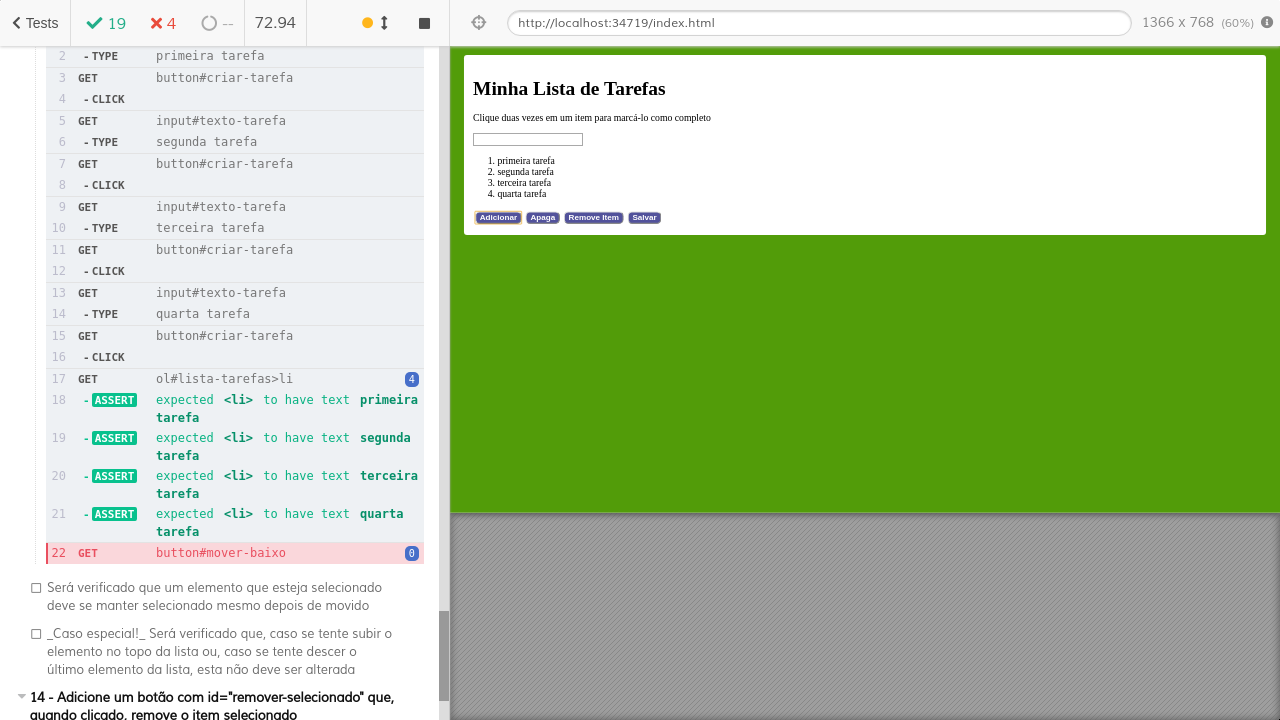 Tests
19
4
--
72.94
http://localhost:34719/index.html
1366 x 768 (60%)
2 - TYPE primeira tarefa
3 GET button#criar-tarefa
4 - CLICK
5 GET input#texto-tarefa
6 - TYPE segunda tarefa
7 GET button#criar-tarefa
8 - CLICK
9 GET input#texto-tarefa
10 - TYPE terceira tarefa
11 GET button#criar-tarefa
12 - CLICK
13 GET input#texto-tarefa
14 - TYPE quarta tarefa
15 GET button#criar-tarefa
16 - CLICK
17 GET ol#lista-tarefas>li 4
18 - ASSERT expected <li> to have text primeira
tarefa
19 - ASSERT expected <li> to have text segunda
tarefa
20 - ASSERT expected <li> to have text terceira
tarefa
21 - ASSERT expected <li> to have text quarta
tarefa
22 GET button#mover-baixo 0
Será verificado que um elemento que esteja selecionado
deve se manter selecionado mesmo depois de movido
_Caso especial!_ Será verificado que, caso se tente subir o
elemento no topo da lista ou, caso se tente descer o
último elemento da lista, esta não deve ser alterada
14 - Adicione um botão com id="remover-selecionado" que,
quando clicado, remove o item selecionado
Minha Lista de Tarefas
Clique duas vezes em um item para marcá-lo como completo
1. primeira tarefa
2. segunda tarefa
3. terceira tarefa
4. quarta tarefa
Adicionar Apaga Remove Item Salvar